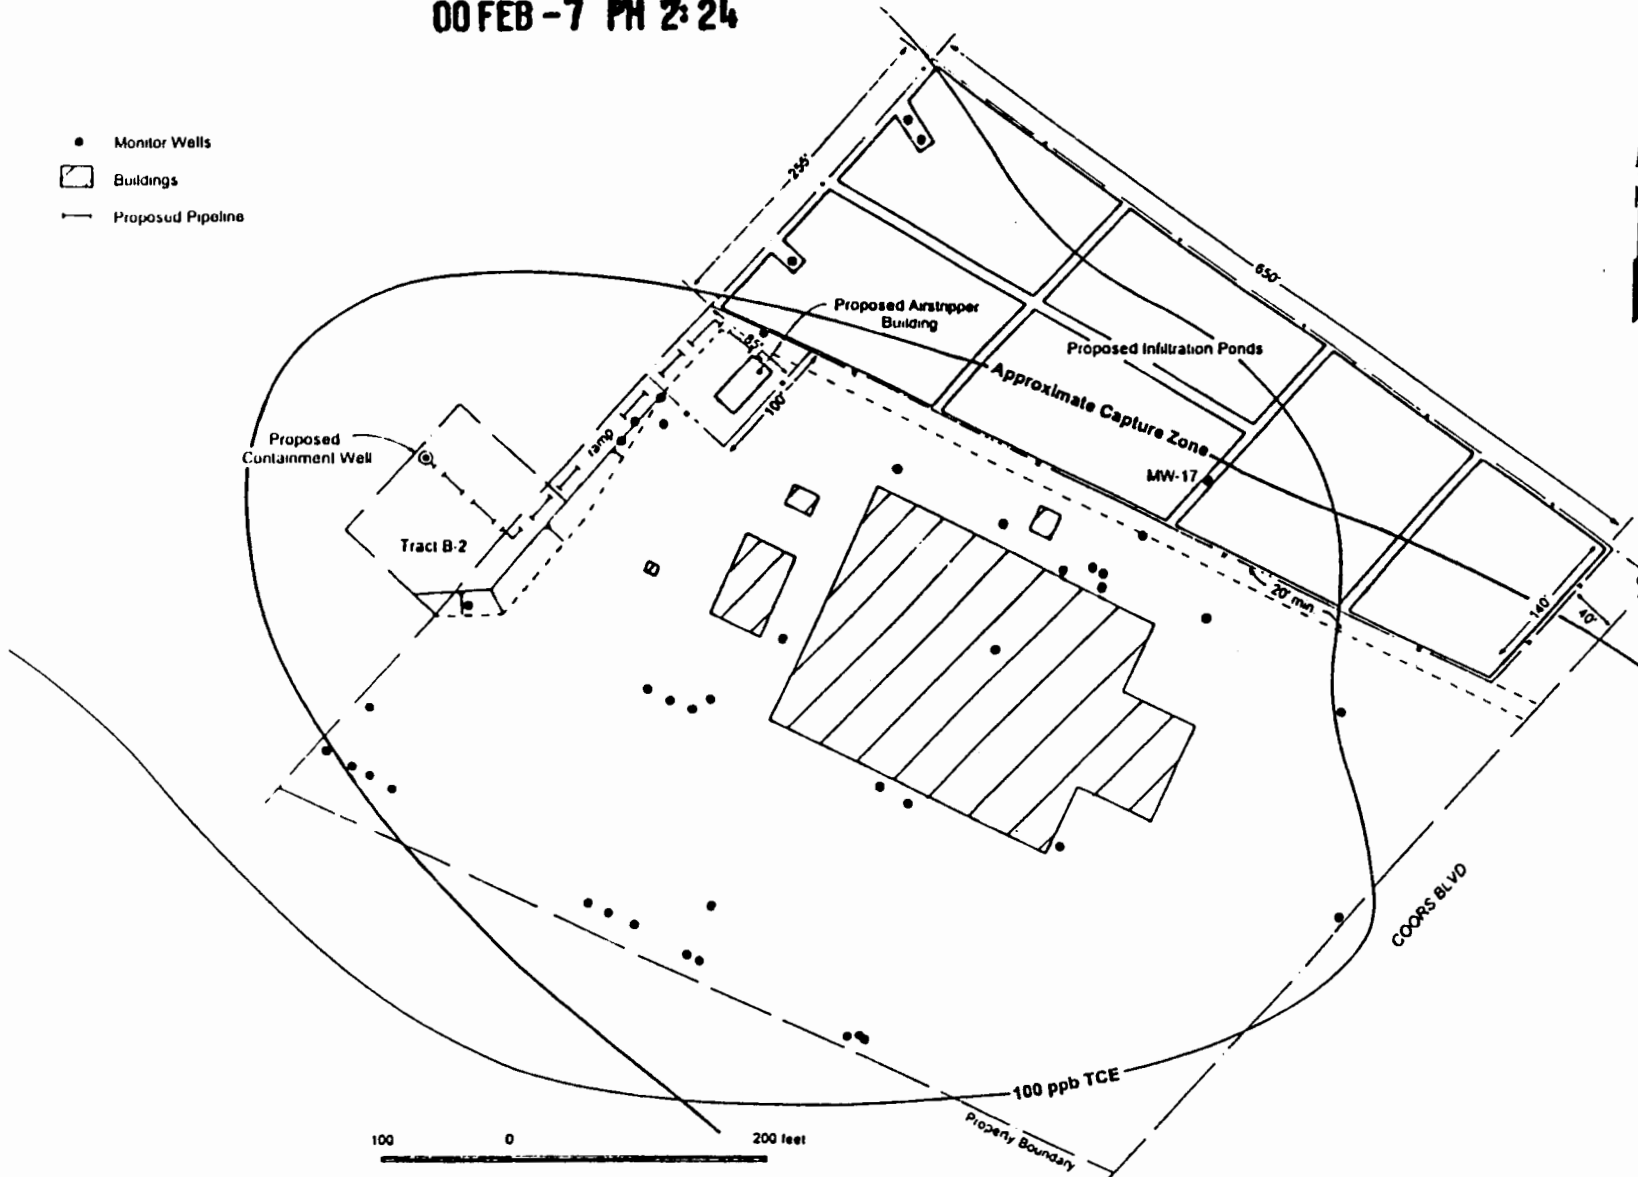 00 FEB -7 PM 2:24
Monitor Wells
Buildings
Proposed Pipeline
255'
650'
Proposed Airstripper
Building
85'
100'
Proposed Infiltration Ponds
Approximate Capture Zone
MW-17
ramp
Proposed
Containment Well
Tract B-2
20' min
140'
40'
COORS BLVD
100 ppb TCE
Property Boundary
100 0 200 feet